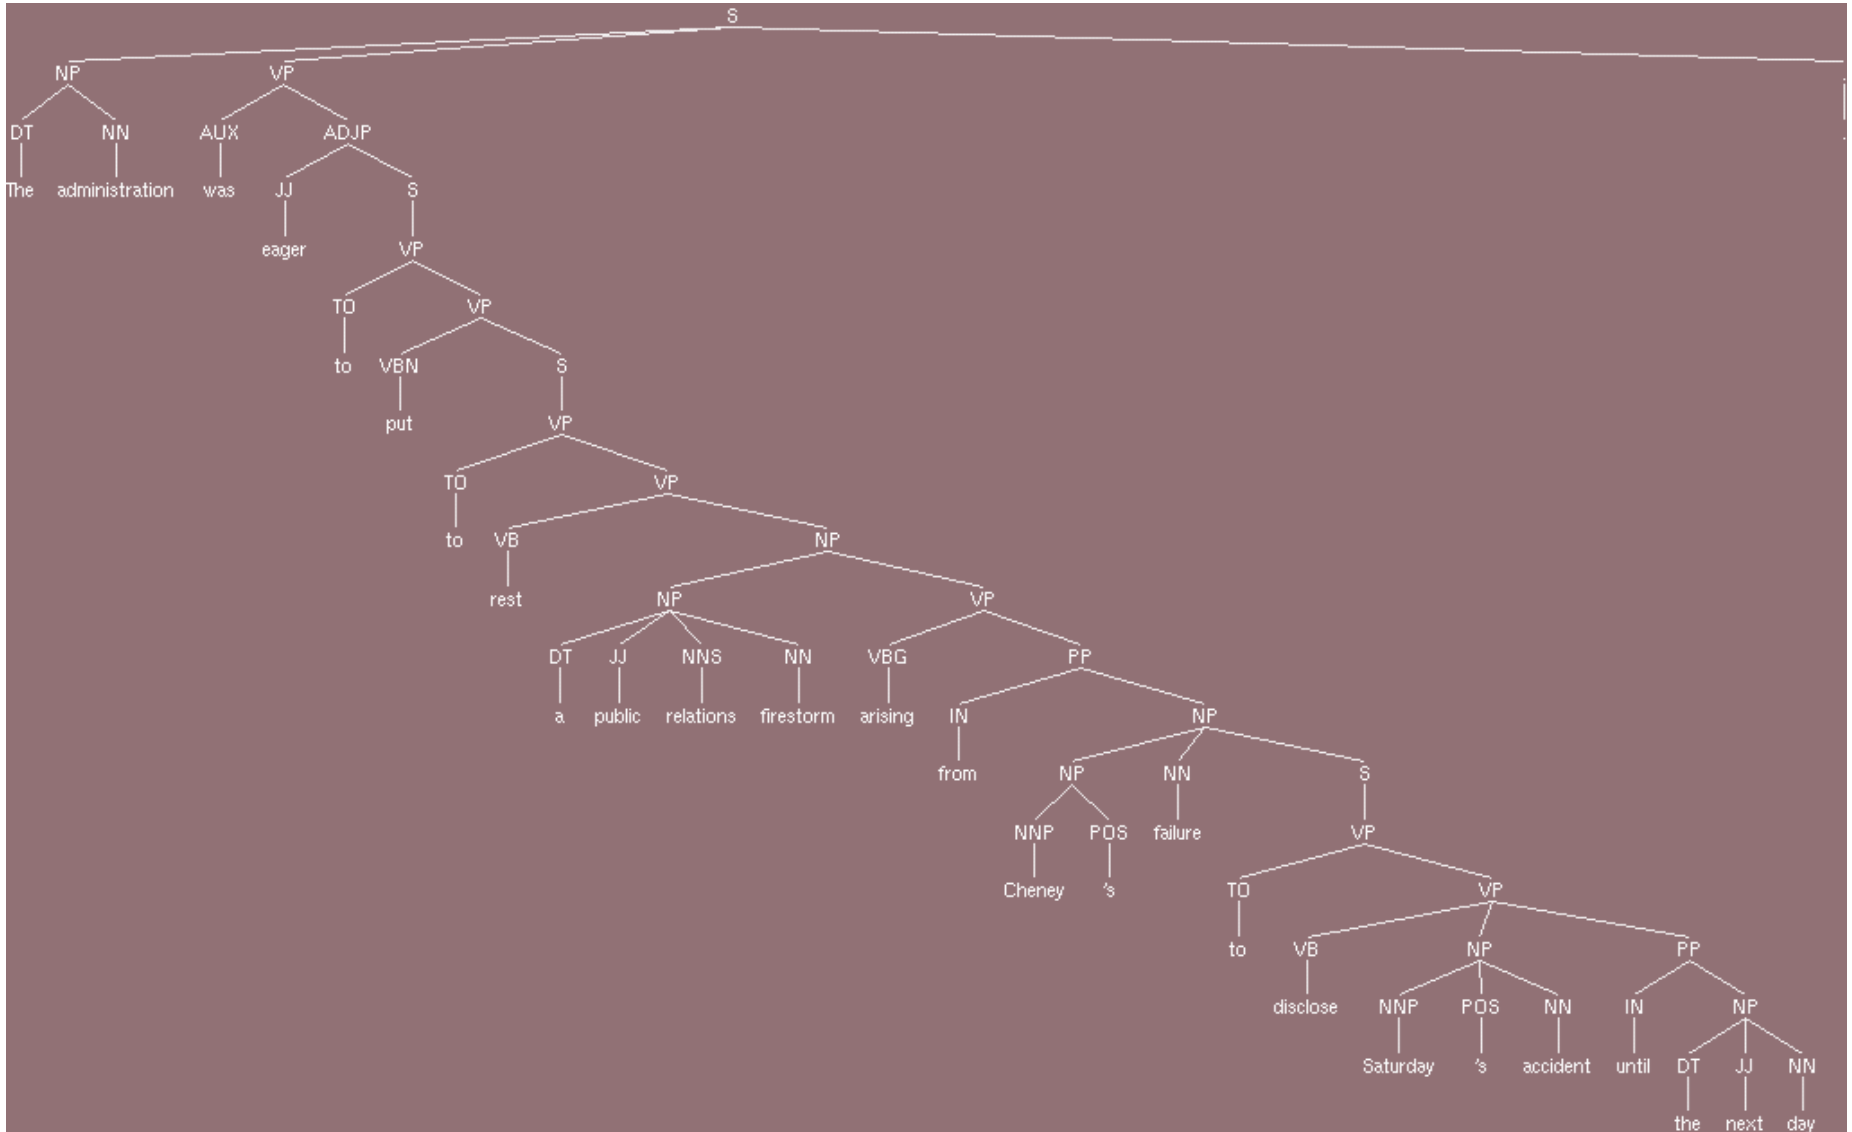 S
NP VP
DT NN AUX ADJP
The administration was JJ S
eager VP
TO VP
to VBN S
put VP
TO VP
to VB NP
rest NP VP
DT JJ NNS NN VBG PP
a public relations firestorm arising IN NP
from NP NN S
NNP POS failure VP
Cheney 's TO VP
to VB NP PP
disclose NNP POS NN IN NP
Saturday 's accident until DT JJ NN
the next day